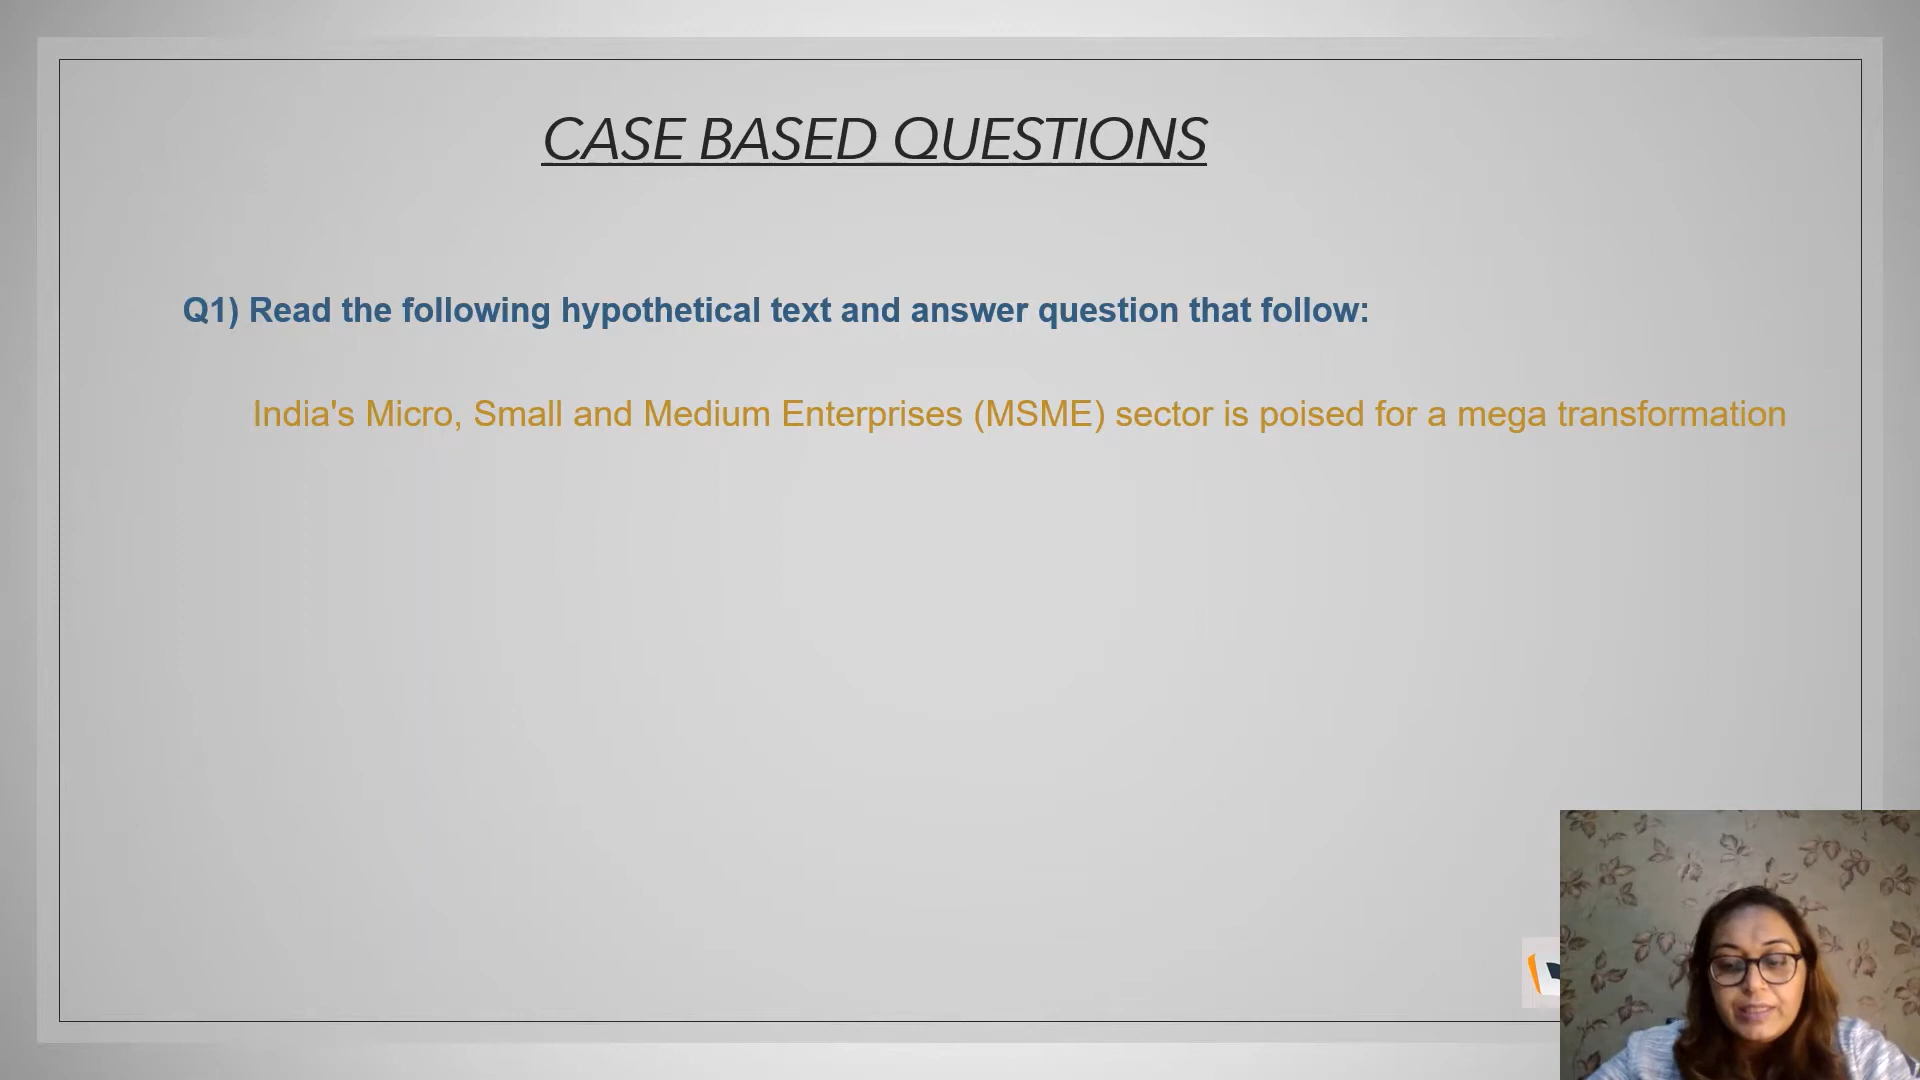 CASE BASED QUESTIONS
Q1) Read the following hypothetical text and answer question that follow:
India's Micro, Small and Medium Enterprises (MSME) sector is poised for a mega transformation